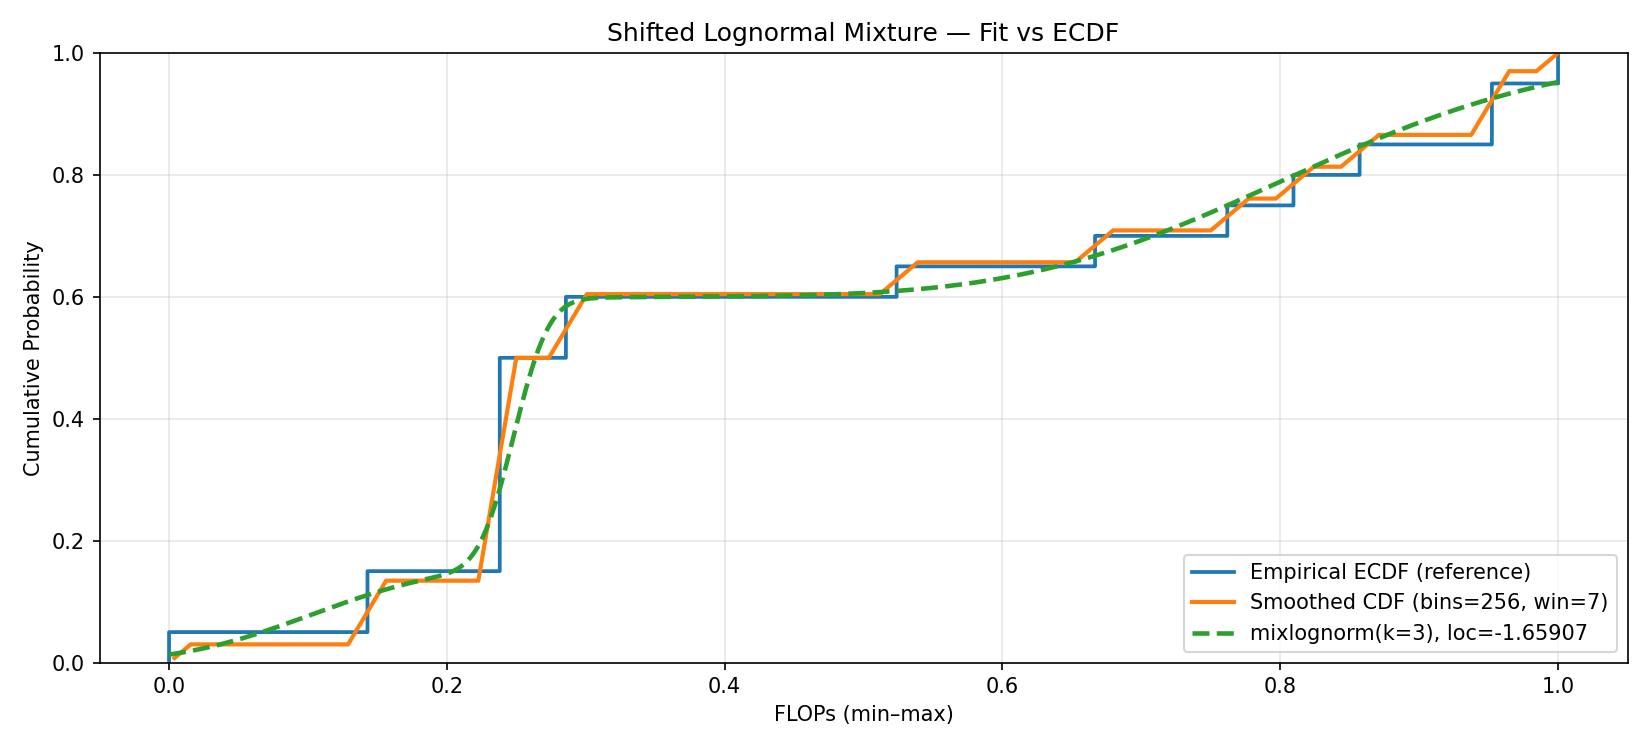 Shifted Lognormal Mixture — Fit vs ECDF
1.0
0.8
0.6
0.4
0.2
0.0
Cumulative Probability
Empirical ECDF (reference)
Smoothed CDF (bins=256, win=7)
mixlognorm(k=3), loc=-1.65907
0.0 0.2 0.4 0.6 0.8 1.0
FLOPs (min–max)